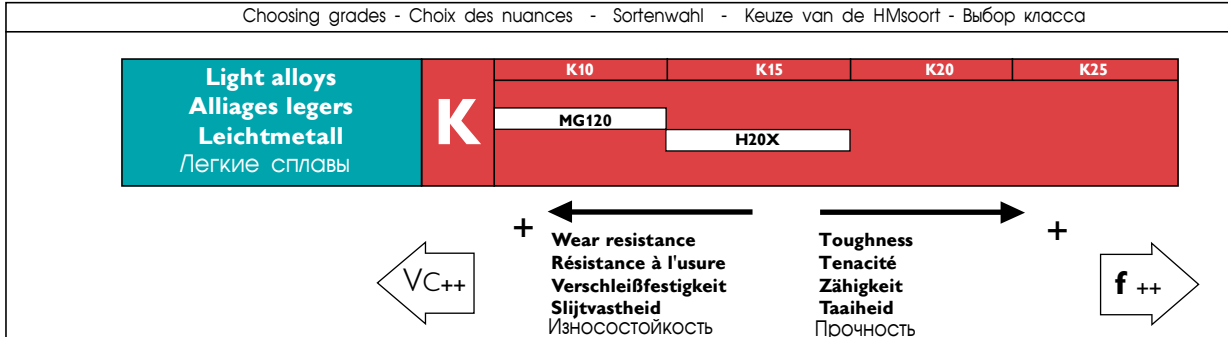 Choosing grades - Choix des nuances - Sortenwahl - Keuze van de HMsoort - Выбор класса
Light alloys
Alliages legers
Leichtmetall
Легкие сплавы
K
K10 K15 K20 K25
MG120
H20X
+ +
VC++
Wear resistance
Résistance à l'usure
Verschleißfestigkeit
Slijtvastheid
Износостойкость
Toughness
Tenacité
Zähigkeit
Taaiheid
Прочность
f ++